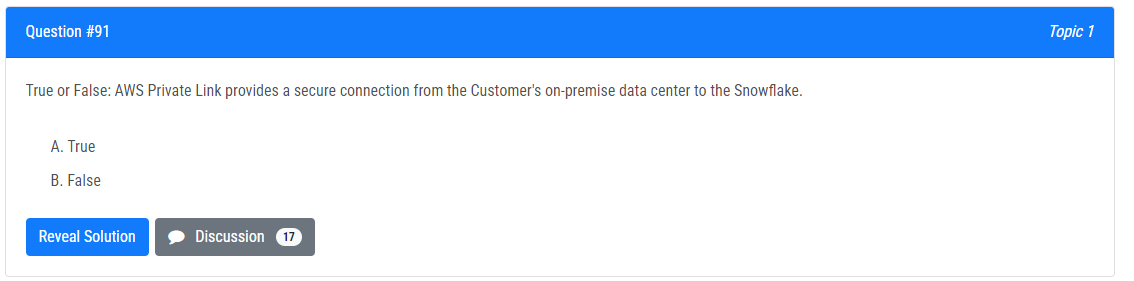 Question #91
Topic 1
True or False: AWS Private Link provides a secure connection from the Customer's on-premise data center to the Snowflake.
A. True
B. False
Reveal Solution
Discussion 17